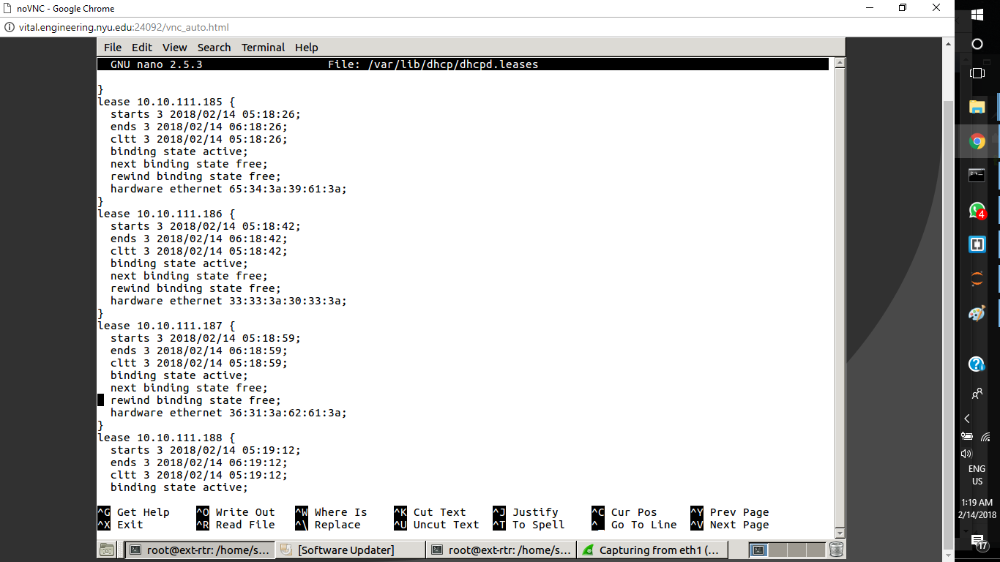 noVNC - Google Chrome
vital.engineering.nyu.edu:24092/vnc_auto.html
File Edit View Search Terminal Help
GNU nano 2.5.3 File: /var/lib/dhcp/dhcpd.leases
}
lease 10.10.111.185 {
starts 3 2018/02/14 05:18:26;
ends 3 2018/02/14 06:18:26;
cltt 3 2018/02/14 05:18:26;
binding state active;
next binding state free;
rewind binding state free;
hardware ethernet 65:34:3a:39:61:3a;
}
lease 10.10.111.186 {
starts 3 2018/02/14 05:18:42;
ends 3 2018/02/14 06:18:42;
cltt 3 2018/02/14 05:18:42;
binding state active;
next binding state free;
rewind binding state free;
hardware ethernet 33:33:3a:30:33:3a;
}
lease 10.10.111.187 {
starts 3 2018/02/14 05:18:59;
ends 3 2018/02/14 06:18:59;
cltt 3 2018/02/14 05:18:59;
binding state active;
next binding state free;
rewind binding state free;
hardware ethernet 36:31:3a:62:61:3a;
}
lease 10.10.111.188 {
starts 3 2018/02/14 05:19:12;
ends 3 2018/02/14 06:19:12;
cltt 3 2018/02/14 05:19:12;
binding state active;
^G Get Help ^O Write Out ^W Where Is ^K Cut Text ^J Justify ^C Cur Pos ^Y Prev Page
^X Exit ^R Read File ^\ Replace ^U Uncut Text ^T To Spell ^_ Go To Line ^V Next Page
root@ext-rtr: /home/s... [Software Updater] root@ext-rtr: /home/s... Capturing from eth1 (...
4
ENG
US
1:19 AM
2/14/2018
17